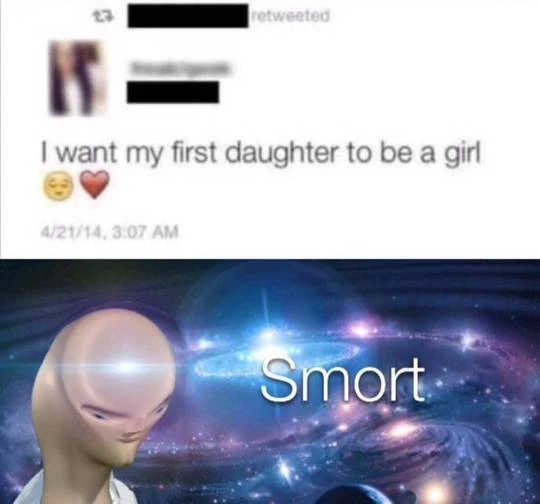 retweeted
I want my first daughter to be a girl
😌❤️
4/21/14, 3:07 AM
Smort